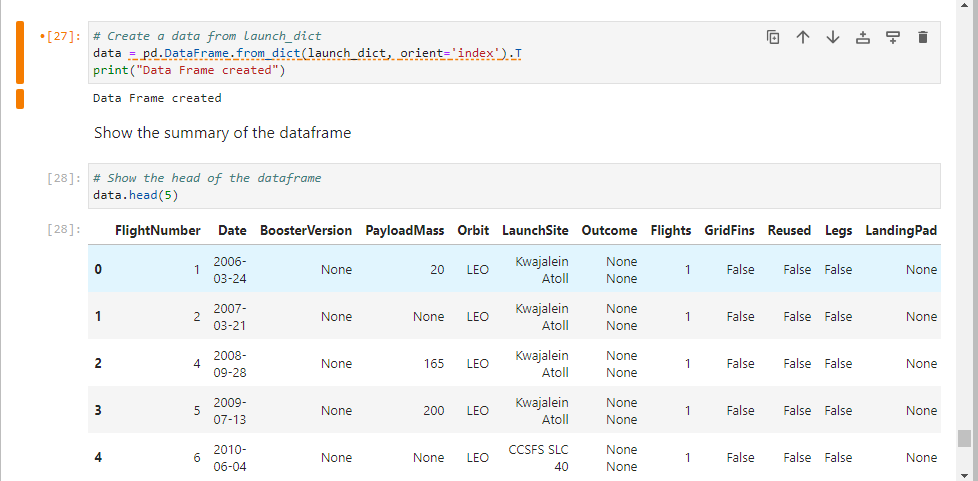 [27]:
# Create a data from launch_dict
data = pd.DataFrame.from_dict(launch_dict, orient='index').T
print("Data Frame created")
Data Frame created
Show the summary of the dataframe
[28]:
# Show the head of the dataframe
data.head(5)
[28]:
FlightNumber Date BoosterVersion PayloadMass Orbit LaunchSite Outcome Flights GridFins Reused Legs LandingPad
0 1 2006-03-24 None 20 LEO Kwajalein Atoll None None 1 False False False None
1 2 2007-03-21 None None LEO Kwajalein Atoll None None 1 False False False None
2 4 2008-09-28 None 165 LEO Kwajalein Atoll None None 1 False False False None
3 5 2009-07-13 None 200 LEO Kwajalein Atoll None None 1 False False False None
4 6 2010-06-04 None None LEO CCSFS SLC 40 None None 1 False False False None